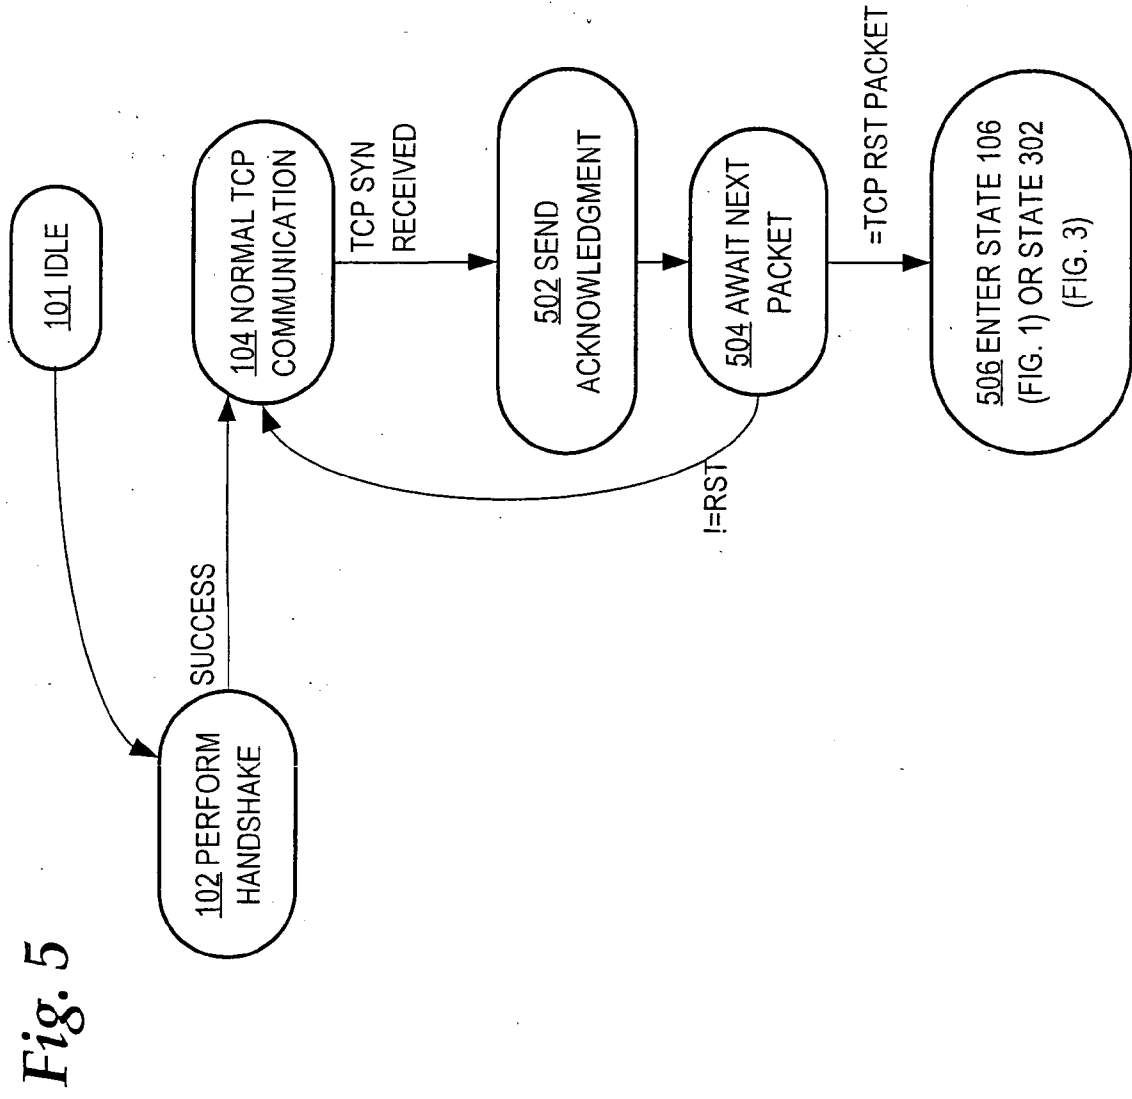 Fig. 5
101 IDLE
102 PERFORM
HANDSHAKE
SUCCESS
104 NORMAL TCP
COMMUNICATION
TCP SYN
RECEIVED
502 SEND
ACKNOWLEDGMENT
504 AWAIT NEXT
PACKET
!=RST
=TCP RST PACKET
506 ENTER STATE 106
(FIG. 1) OR STATE 302
(FIG. 3)